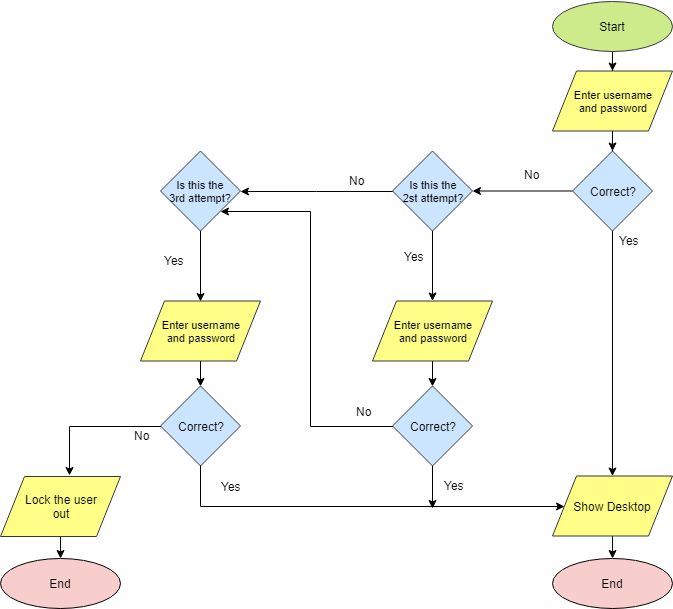 Start
Enter username
and password
Correct?
No
Yes
Is this the
2st attempt?
No
Yes
Is this the
3rd attempt?
Yes
Enter username
and password
Correct?
No
Yes
Enter username
and password
Correct?
No
Yes
Lock the user
out
End
Show Desktop
End